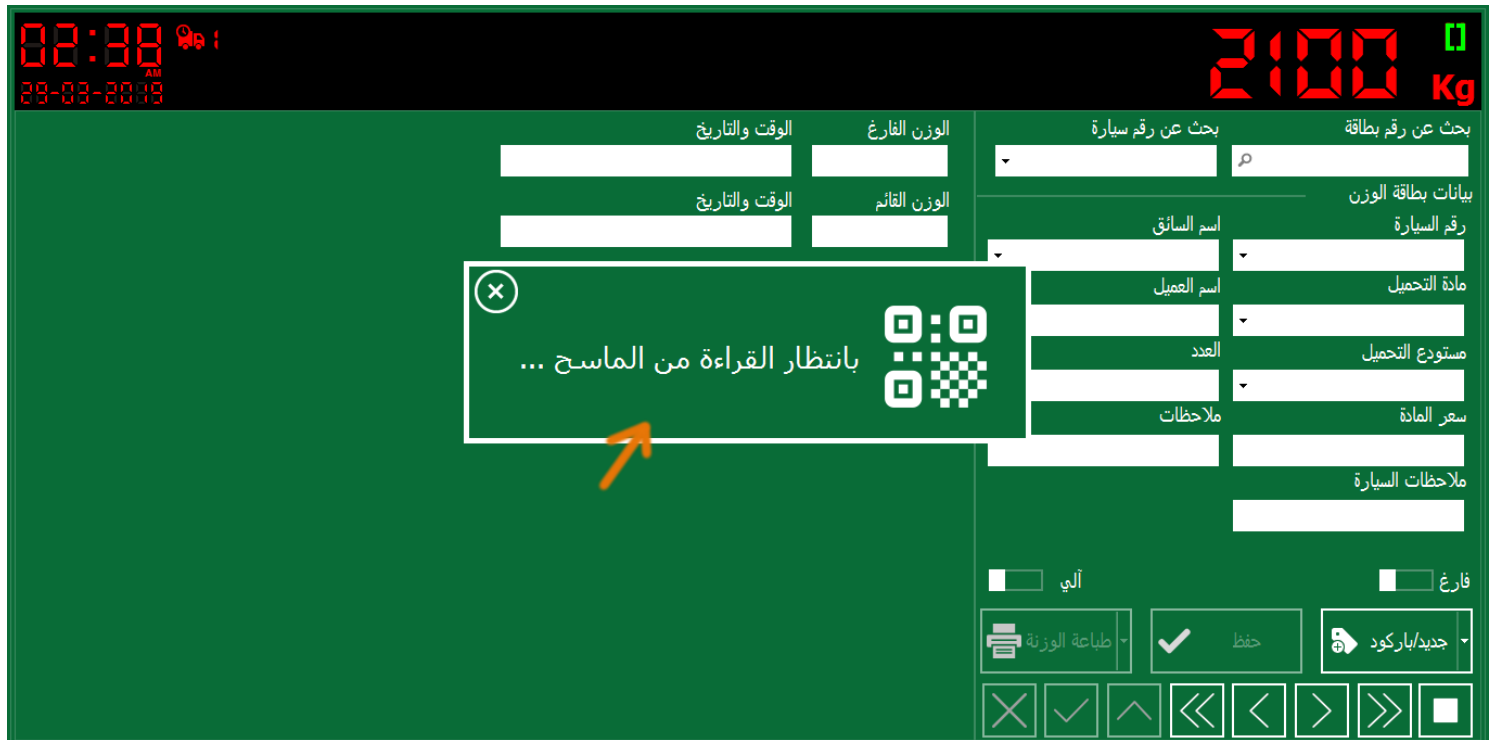 02:38 AM 1
29-03-2019
2100 Kg
بحث عن رقم بطاقة
بحث عن رقم سيارة
الوزن الفارغ
الوقت والتاريخ
بيانات بطاقة الوزن
الوزن القائم
الوقت والتاريخ
رقم السيارة
اسم السائق
مادة التحميل
اسم العميل
مستودع التحميل
العدد
سعر المادة
ملاحظات
ملاحظات السيارة
بانتظار القراءة من الماسح ...
فارغ
آلي
جديد/باركود
حفظ
طباعة الوزنة